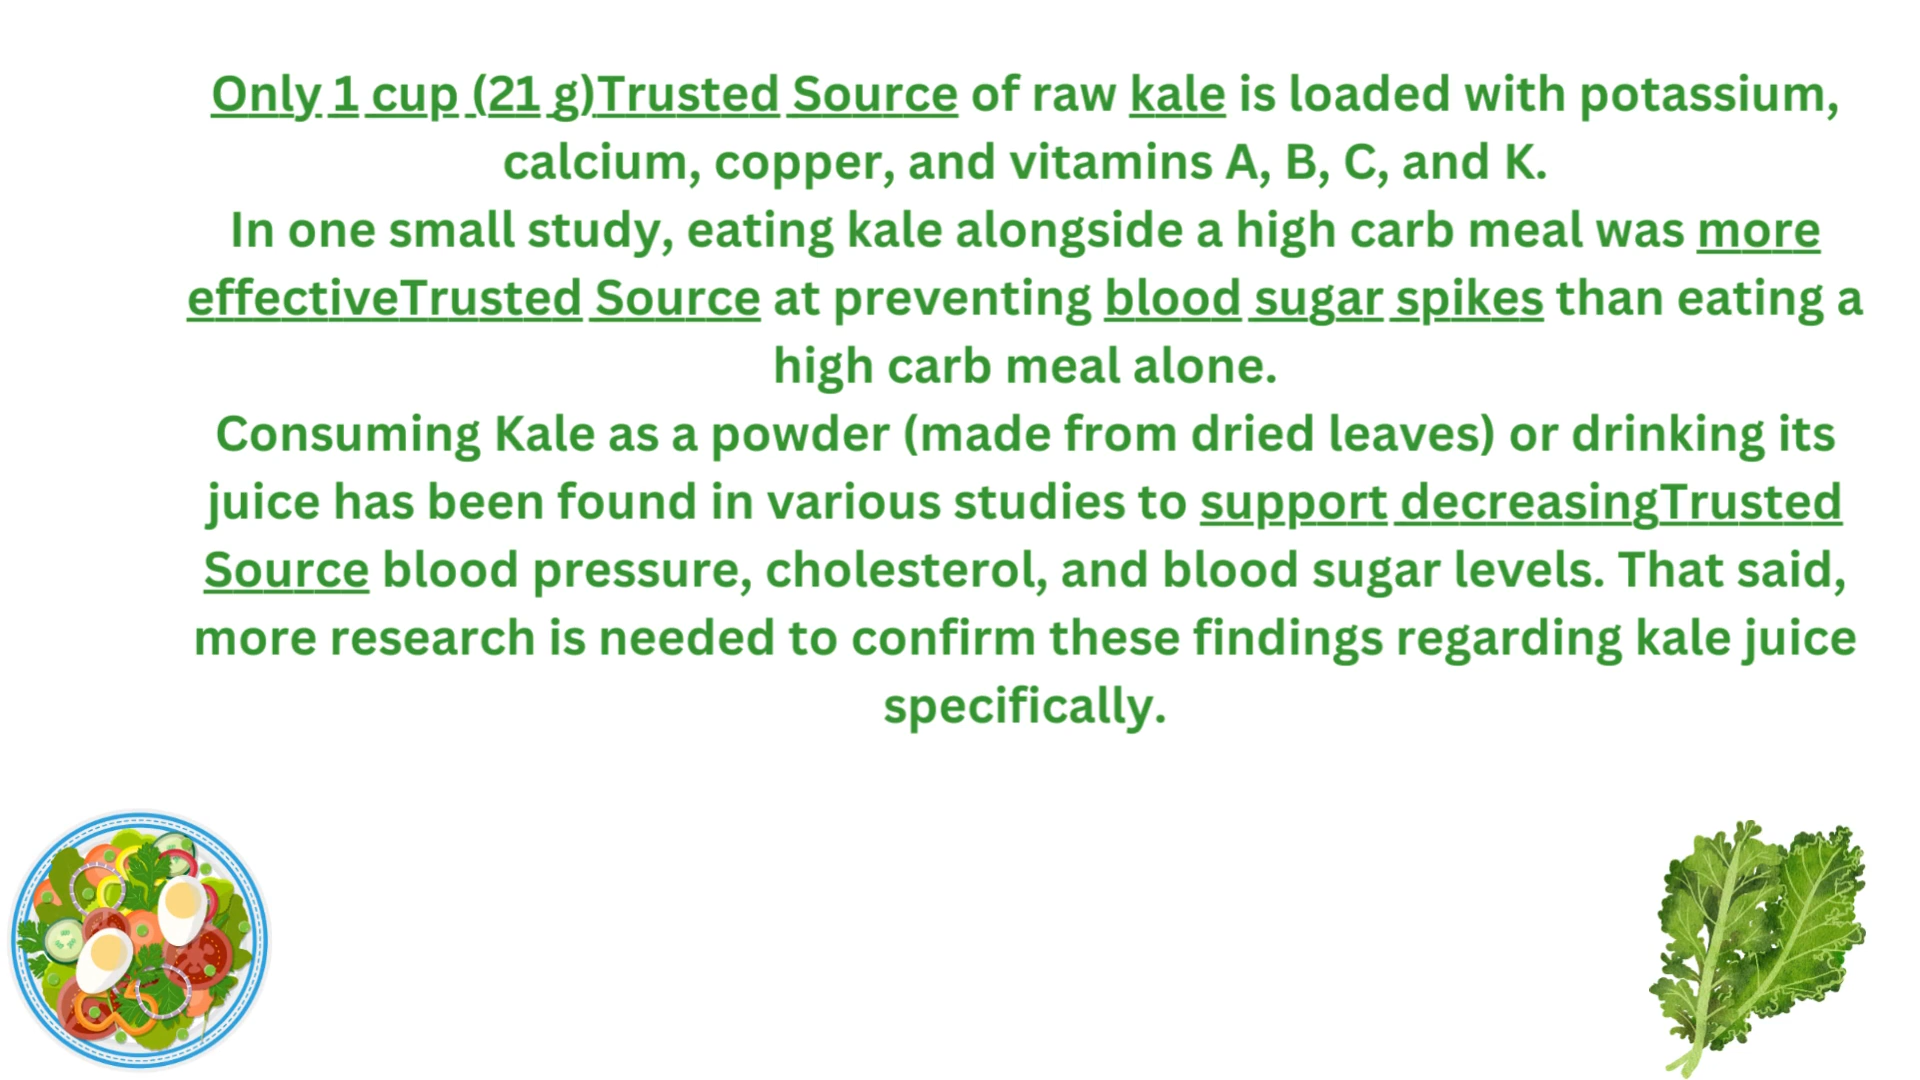 Only 1 cup (21 g)Trusted Source of raw kale is loaded with potassium,
calcium, copper, and vitamins A, B, C, and K.
In one small study, eating kale alongside a high carb meal was more
effectiveTrusted Source at preventing blood sugar spikes than eating a
high carb meal alone.
Consuming Kale as a powder (made from dried leaves) or drinking its
juice has been found in various studies to support decreasingTrusted
Source blood pressure, cholesterol, and blood sugar levels. That said,
more research is needed to confirm these findings regarding kale juice
specifically.